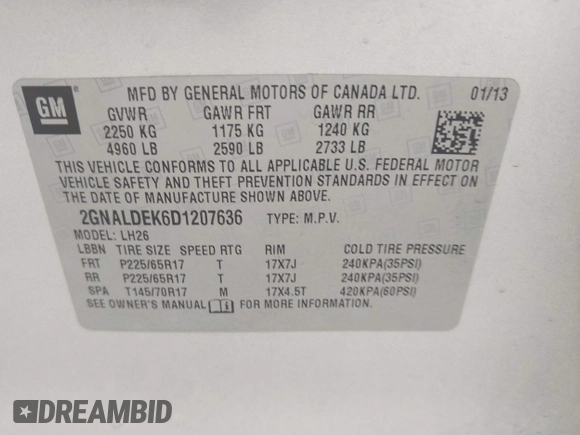 GM
MFD BY GENERAL MOTORS OF CANADA LTD. 01/13
GVWR GAWR FRT GAWR RR
2250 KG 1175 KG 1240 KG
4960 LB 2590 LB 2733 LB
THIS VEHICLE CONFORMS TO ALL APPLICABLE U.S. FEDERAL MOTOR
VEHICLE SAFETY AND THEFT PREVENTION STANDARDS IN EFFECT ON
THE DATE OF MANUFACTURE SHOWN ABOVE.
2GNALDEK6D1207636 TYPE: M.P.V.
MODEL: LH26
LBBN TIRE SIZE SPEED RTG RIM COLD TIRE PRESSURE
FRT P225/65R17 T 17X7J 240KPA(35PSI)
RR P225/65R17 T 17X7J 240KPA(35PSI)
SPA T145/70R17 M 17X4.5T 420KPA(60PSI)
SEE OWNER'S MANUAL FOR MORE INFORMATION.
DREAMBID